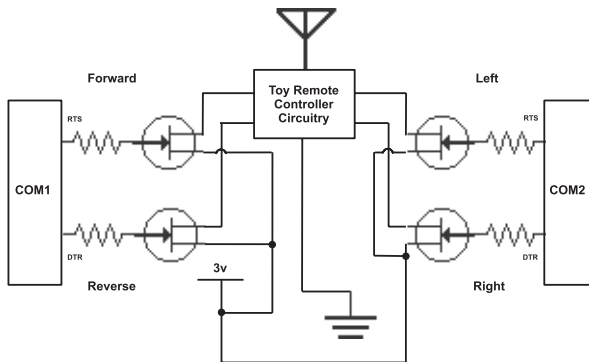 Forward
Left
Toy Remote
Controller
Circuitry
RTS
RTS
COM1
COM2
DTR
DTR
3v
Reverse
Right